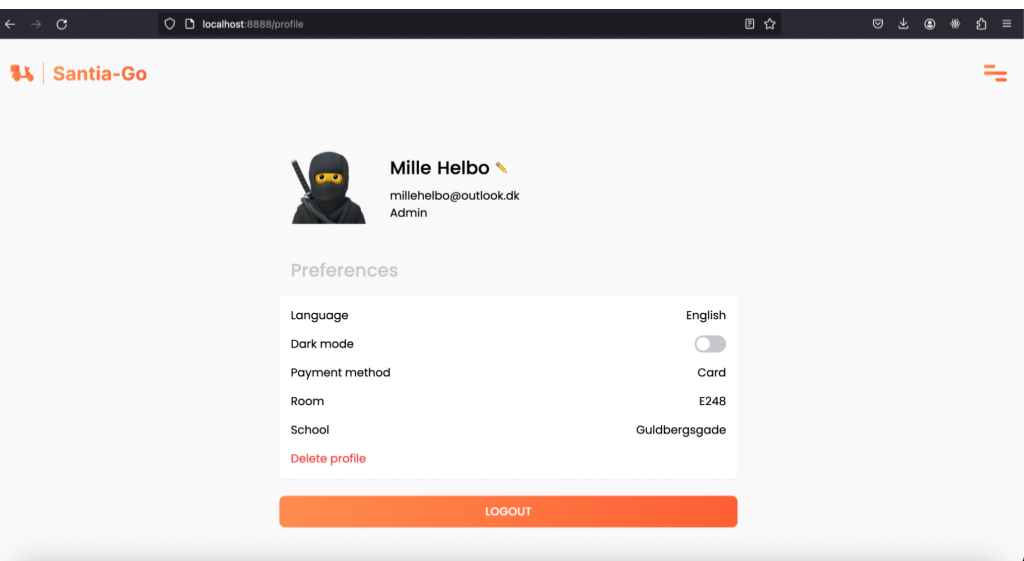 localhost:8888/profile
Santia-Go
Mille Helbo
millehelbo@outlook.dk
Admin
Preferences
Language English
Dark mode
Payment method Card
Room E248
School Guldbergsgade
Delete profile
LOGOUT